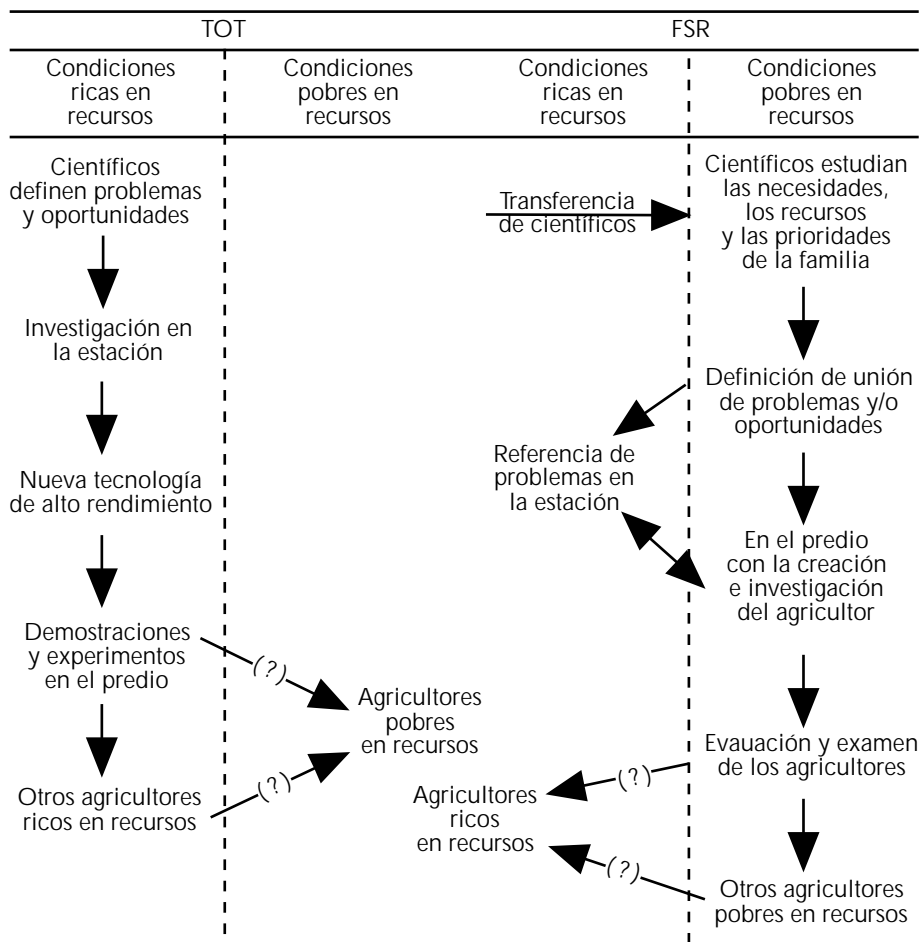 TOT
FSR
Condiciones
ricas en
recursos
Condiciones
pobres en
recursos
Condiciones
ricas en
recursos
Condiciones
pobres en
recursos
Científicos
definen problemas
y oportunidades
Investigación en
la estación
Nueva tecnología
de alto rendimiento
Demostraciones
y experimentos
en el predio
Otros agricultores
ricos en recursos
(?)
(?)
Agricultores
pobres
en recursos
Transferencia
de científicos
Científicos estudian
las necesidades,
los recursos
y las prioridades
de la familia
Definición de unión
de problemas y/o
oportunidades
Referencia de
problemas en
la estación
En el predio
con la creación
e investigación
del agricultor
Evauación y examen
de los agricultores
(?)
Agricultores
ricos
en recursos
(?)
Otros agricultores
pobres en recursos